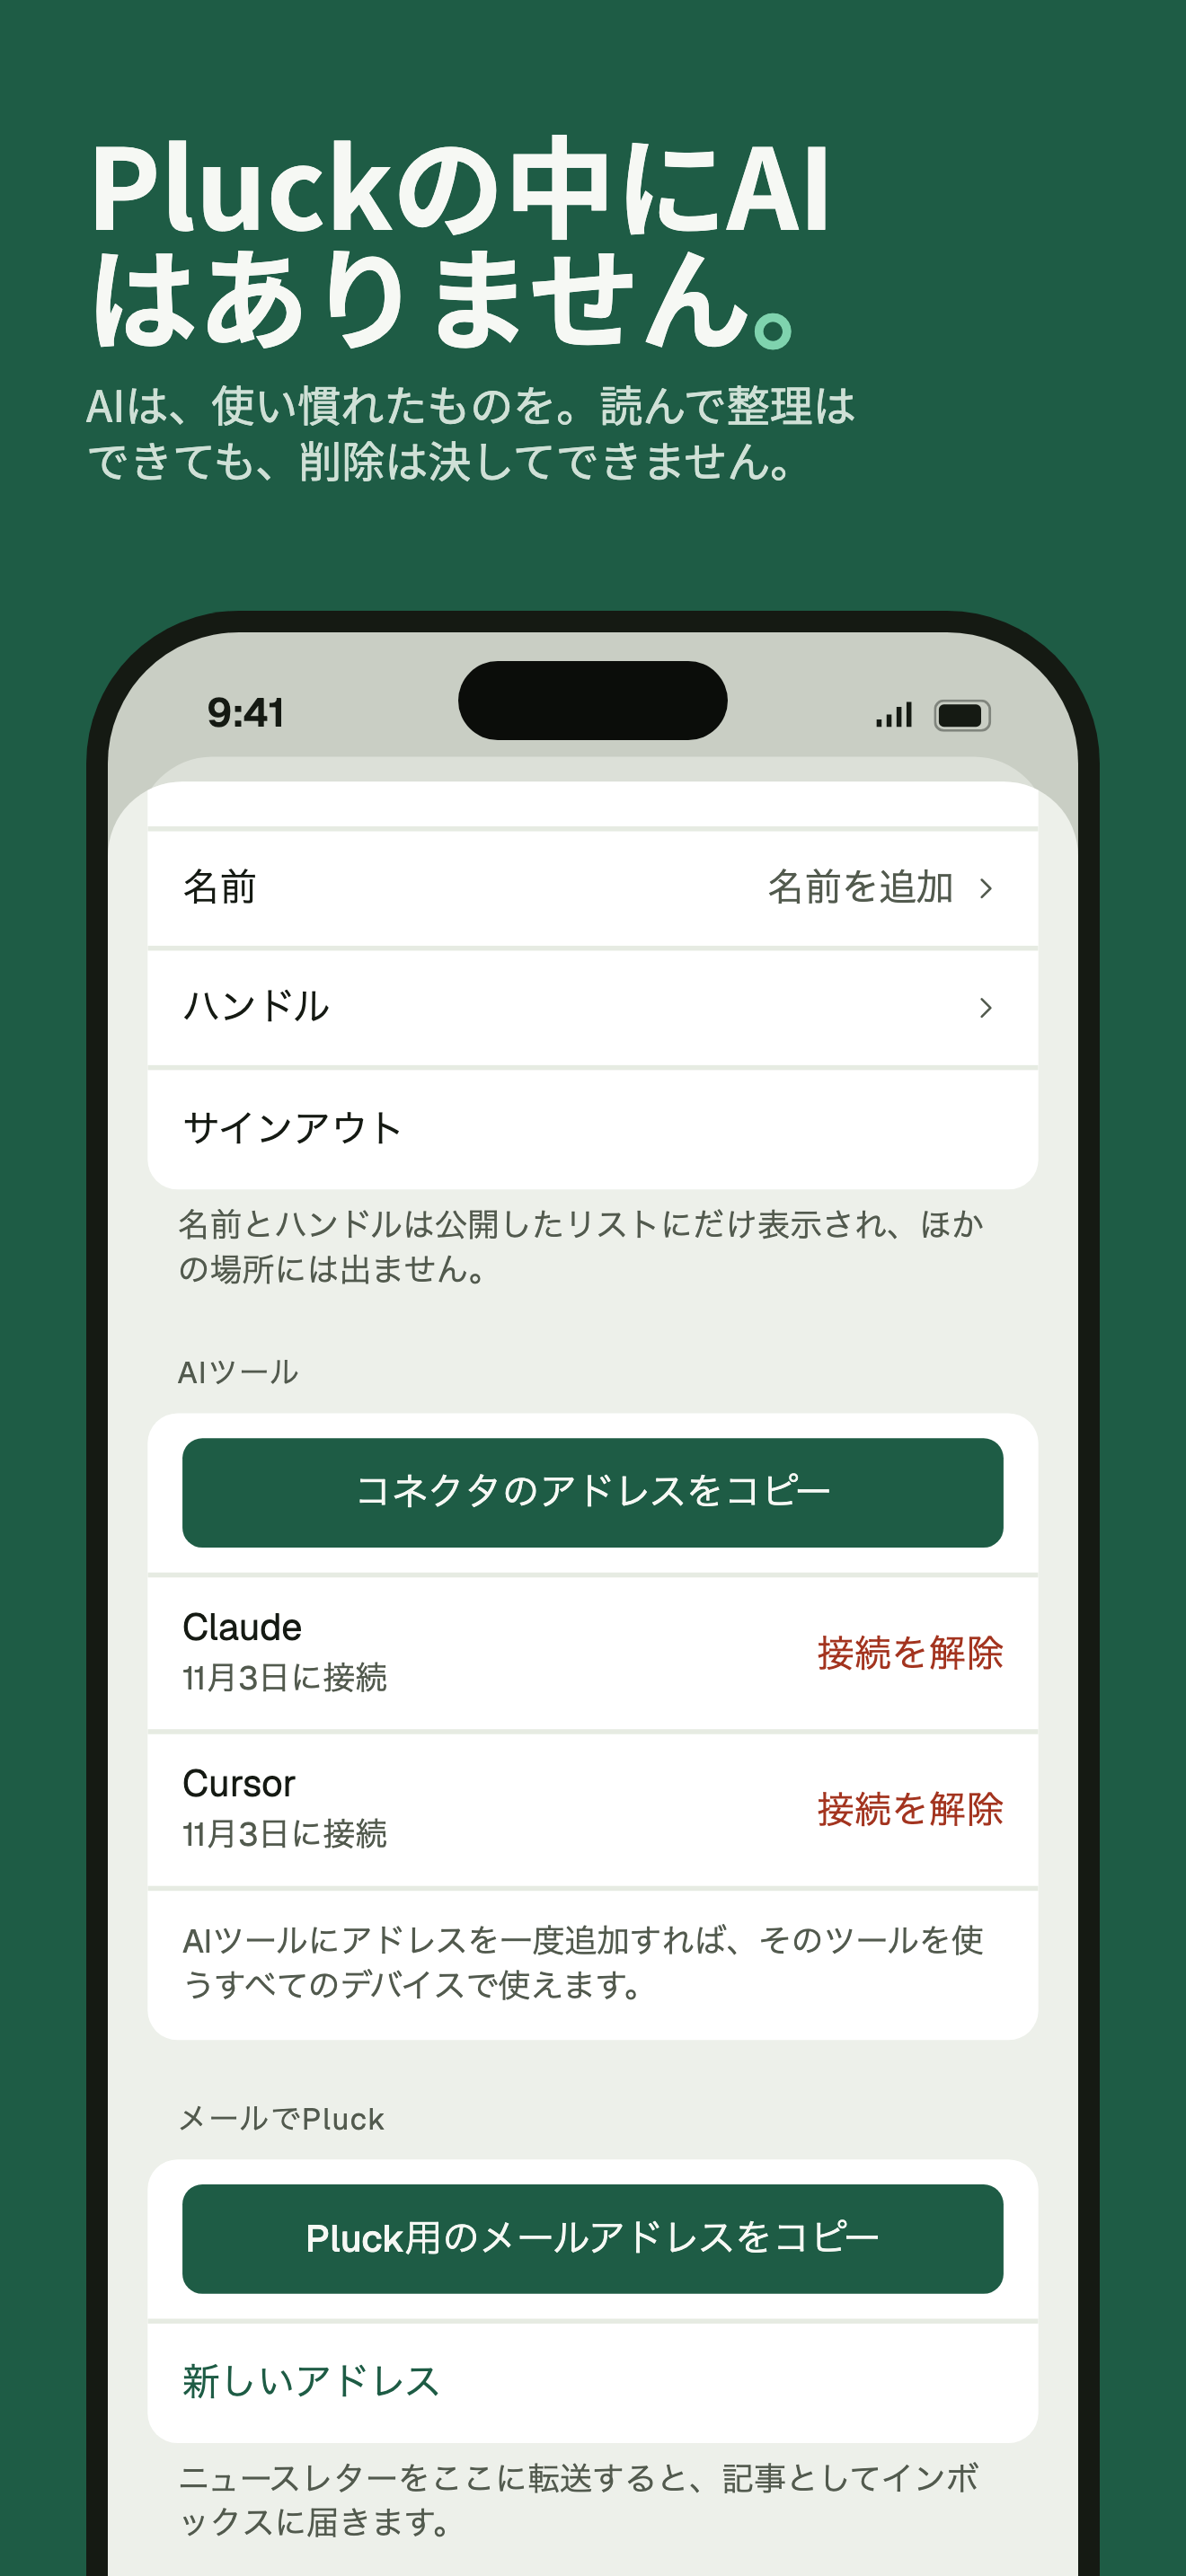 Pluckの中にAI
はありません。
AIは、使い慣れたものを。読んで整理は
できても、削除は決してできません。
9:41
名前 名前を追加
ハンドル
サインアウト
名前とハンドルは公開したリストにだけ表示され、ほか
の場所には出ません。
AIツール
コネクタのアドレスをコピー
Claude
11月3日に接続
接続を解除
Cursor
11月3日に接続
接続を解除
AIツールにアドレスを一度追加すれば、そのツールを使
うすべてのデバイスで使えます。
メールでPluck
Pluck用のメールアドレスをコピー
新しいアドレス
ニュースレターをここに転送すると、記事としてインボ
ックスに届きます。